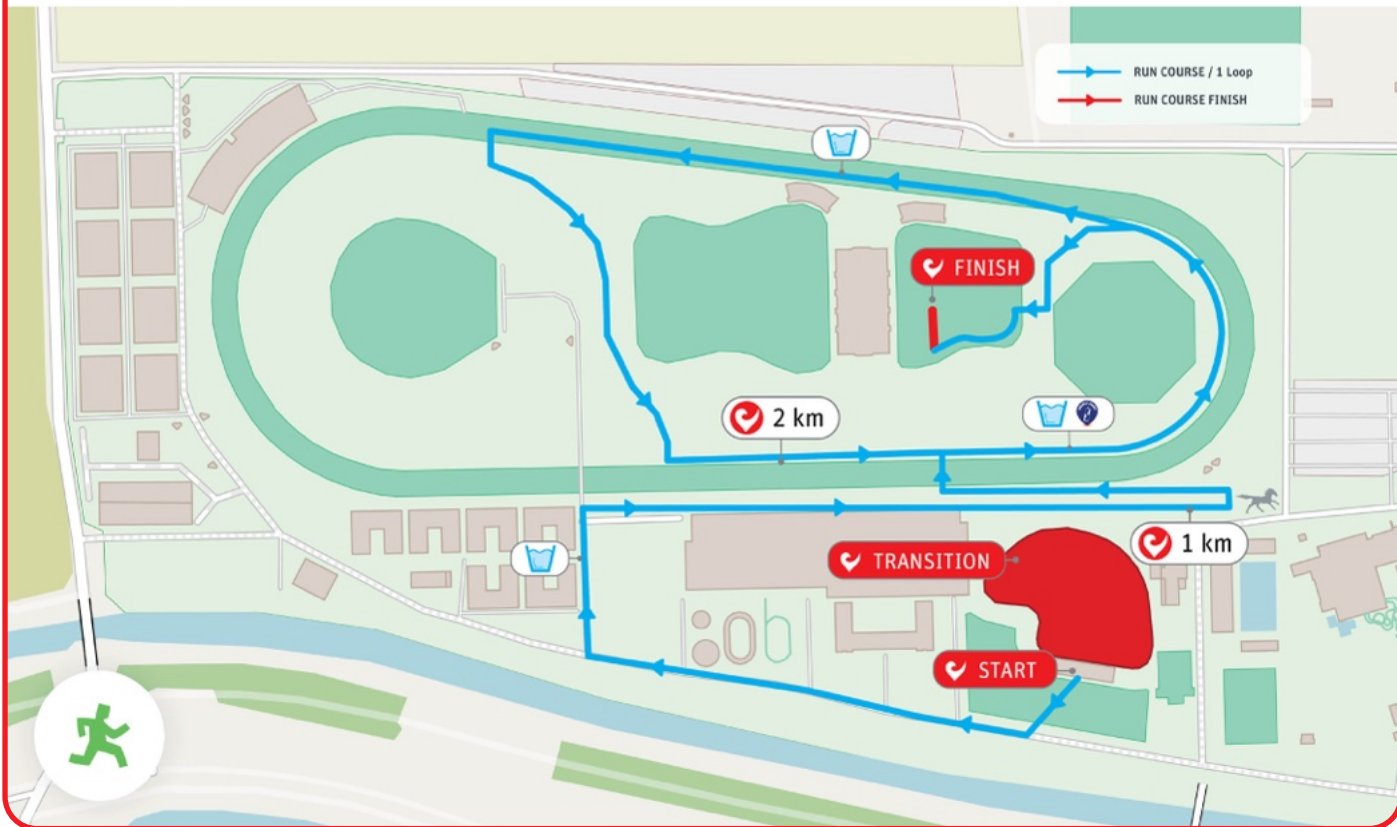 RUN COURSE / 1 Loop
RUN COURSE FINISH
FINISH
2 km
TRANSITION
1 km
START